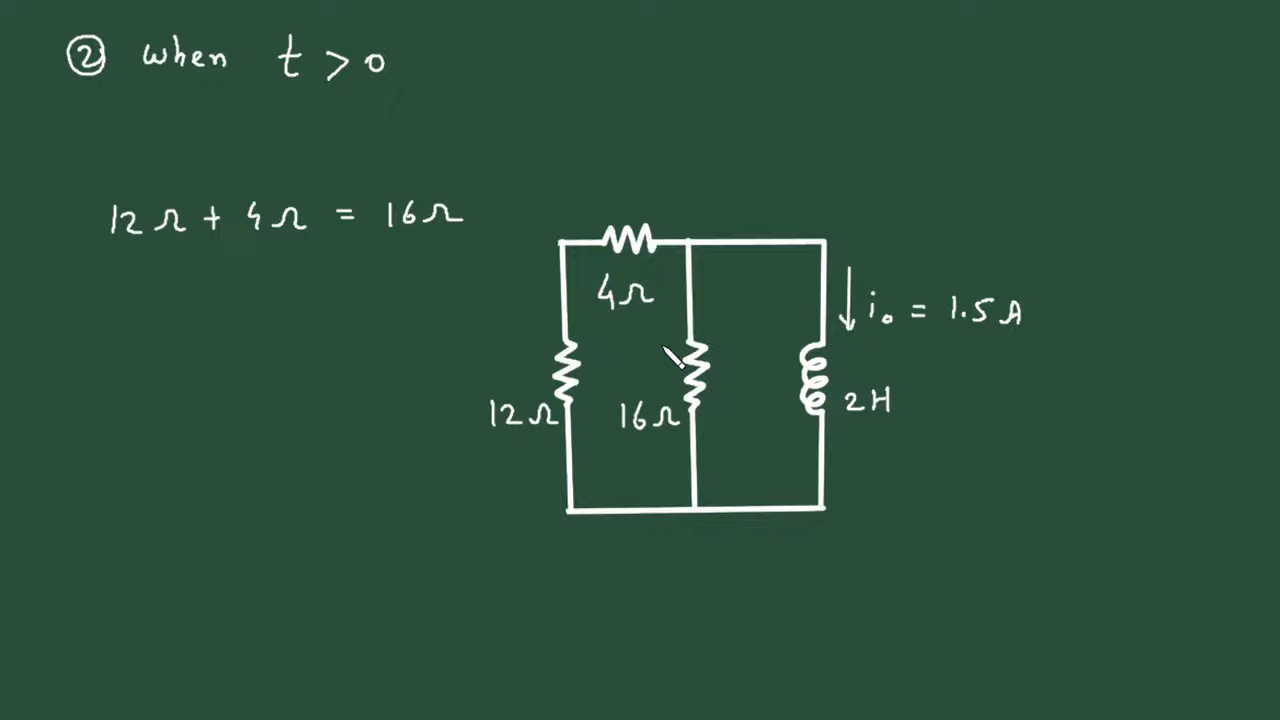 ② when t > 0
12Ω + 4Ω = 16Ω
4Ω
i₀ = 1.5A
12Ω
16Ω
2H